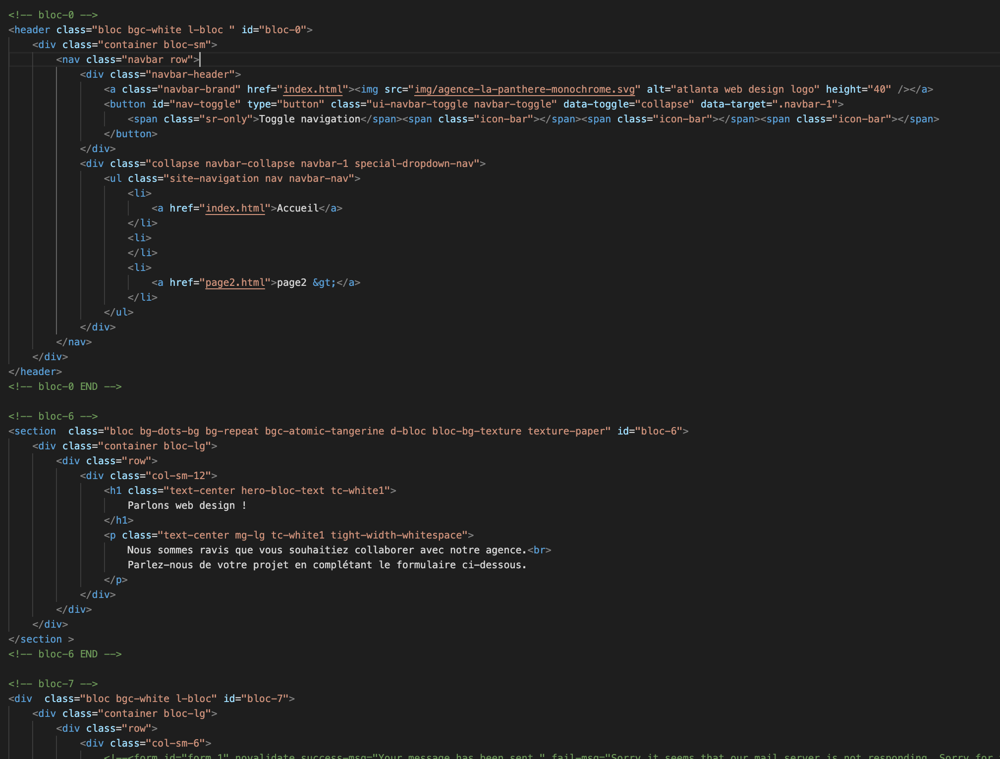 <!-- bloc-0 -->
<header class="bloc bgc-white l-bloc " id="bloc-0">
    <div class="container bloc-sm">
        <nav class="navbar row">
            <div class="navbar-header">
                <a class="navbar-brand" href="index.html"><img src="img/agence-la-panthere-monochrome.svg" alt="atlanta web design logo" height="40" /></a>
                <button id="nav-toggle" type="button" class="ui-navbar-toggle navbar-toggle" data-toggle="collapse" data-target=".navbar-1">
                    <span class="sr-only">Toggle navigation</span><span class="icon-bar"></span><span class="icon-bar"></span><span class="icon-bar"></span>
                </button>
            </div>
            <div class="collapse navbar-collapse navbar-1 special-dropdown-nav">
                <ul class="site-navigation nav navbar-nav">
                    <li>
                        <a href="index.html">Accueil</a>
                    </li>
                    <li>
                    </li>
                    <li>
                        <a href="page2.html">page2 &gt;</a>
                    </li>
                </ul>
            </div>
        </nav>
    </div>
</header>
<!-- bloc-0 END -->

<!-- bloc-6 -->
<section  class="bloc bg-dots-bg bg-repeat bgc-atomic-tangerine d-bloc bloc-bg-texture texture-paper" id="bloc-6">
    <div class="container bloc-lg">
        <div class="row">
            <div class="col-sm-12">
                <h1 class="text-center hero-bloc-text tc-white1">
                    Parlons web design !
                </h1>
                <p class="text-center mg-lg tc-white1 tight-width-whitespace">
                    Nous sommes ravis que vous souhaitiez collaborer avec notre agence.<br>
                    Parlez-nous de votre projet en complétant le formulaire ci-dessous.
                </p>
            </div>
        </div>
    </div>
</section >
<!-- bloc-6 END -->

<!-- bloc-7 -->
<div  class="bloc bgc-white l-bloc" id="bloc-7">
    <div class="container bloc-lg">
        <div class="row">
            <div class="col-sm-6">
                <!--<form id="form_1" novalidate success-msg="Your message has been sent." fail-msg="Sorry it seems that our mail server is not responding, Sorry for